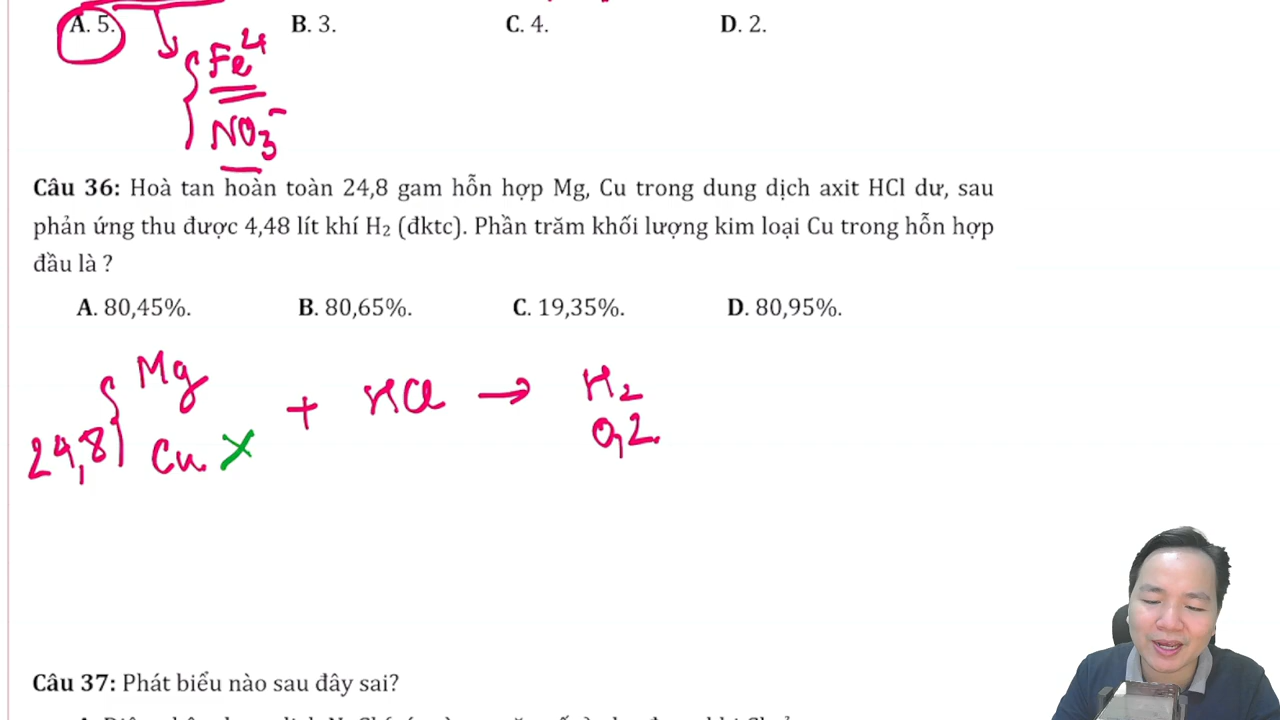 A. 5. B. 3. C. 4. D. 2.
Fe²⁺
NO₃⁻
Câu 36: Hoà tan hoàn toàn 24,8 gam hỗn hợp Mg, Cu trong dung dịch axit HCl dư, sau
phản ứng thu được 4,48 lít khí H₂ (đktc). Phần trăm khối lượng kim loại Cu trong hỗn hợp
đầu là ?
A. 80,45%. B. 80,65%. C. 19,35%. D. 80,95%.
24,8 { Mg + HCl → H₂
Cu X 0,2.
Câu 37: Phát biểu nào sau đây sai?